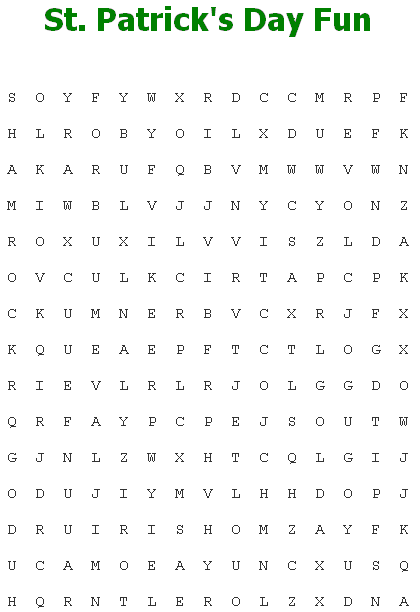 St. Patrick's Day Fun
S O Y F Y W X R D C C M R P F
H L R O B Y O I L X D U E F K
A K A R U F Q B V M W W V W N
M I W B L V J J N Y C Y O N Z
R O X U X I L V V I S Z L D A
O V C U L K C I R T A P C P K
C K U M N E R B V C X R J F X
K Q U E A E P F T C T L O G X
R I E V L R L R J O L G G D O
Q R F A Y P C P E J S O U T W
G J N L Z W X H T C Q L G I J
O D U J I Y M V L H H D O P J
D R U I R I S H O M Z A Y F K
U C A M O E A Y U N C X U S Q
H Q R N T L E R O L Z X D N A